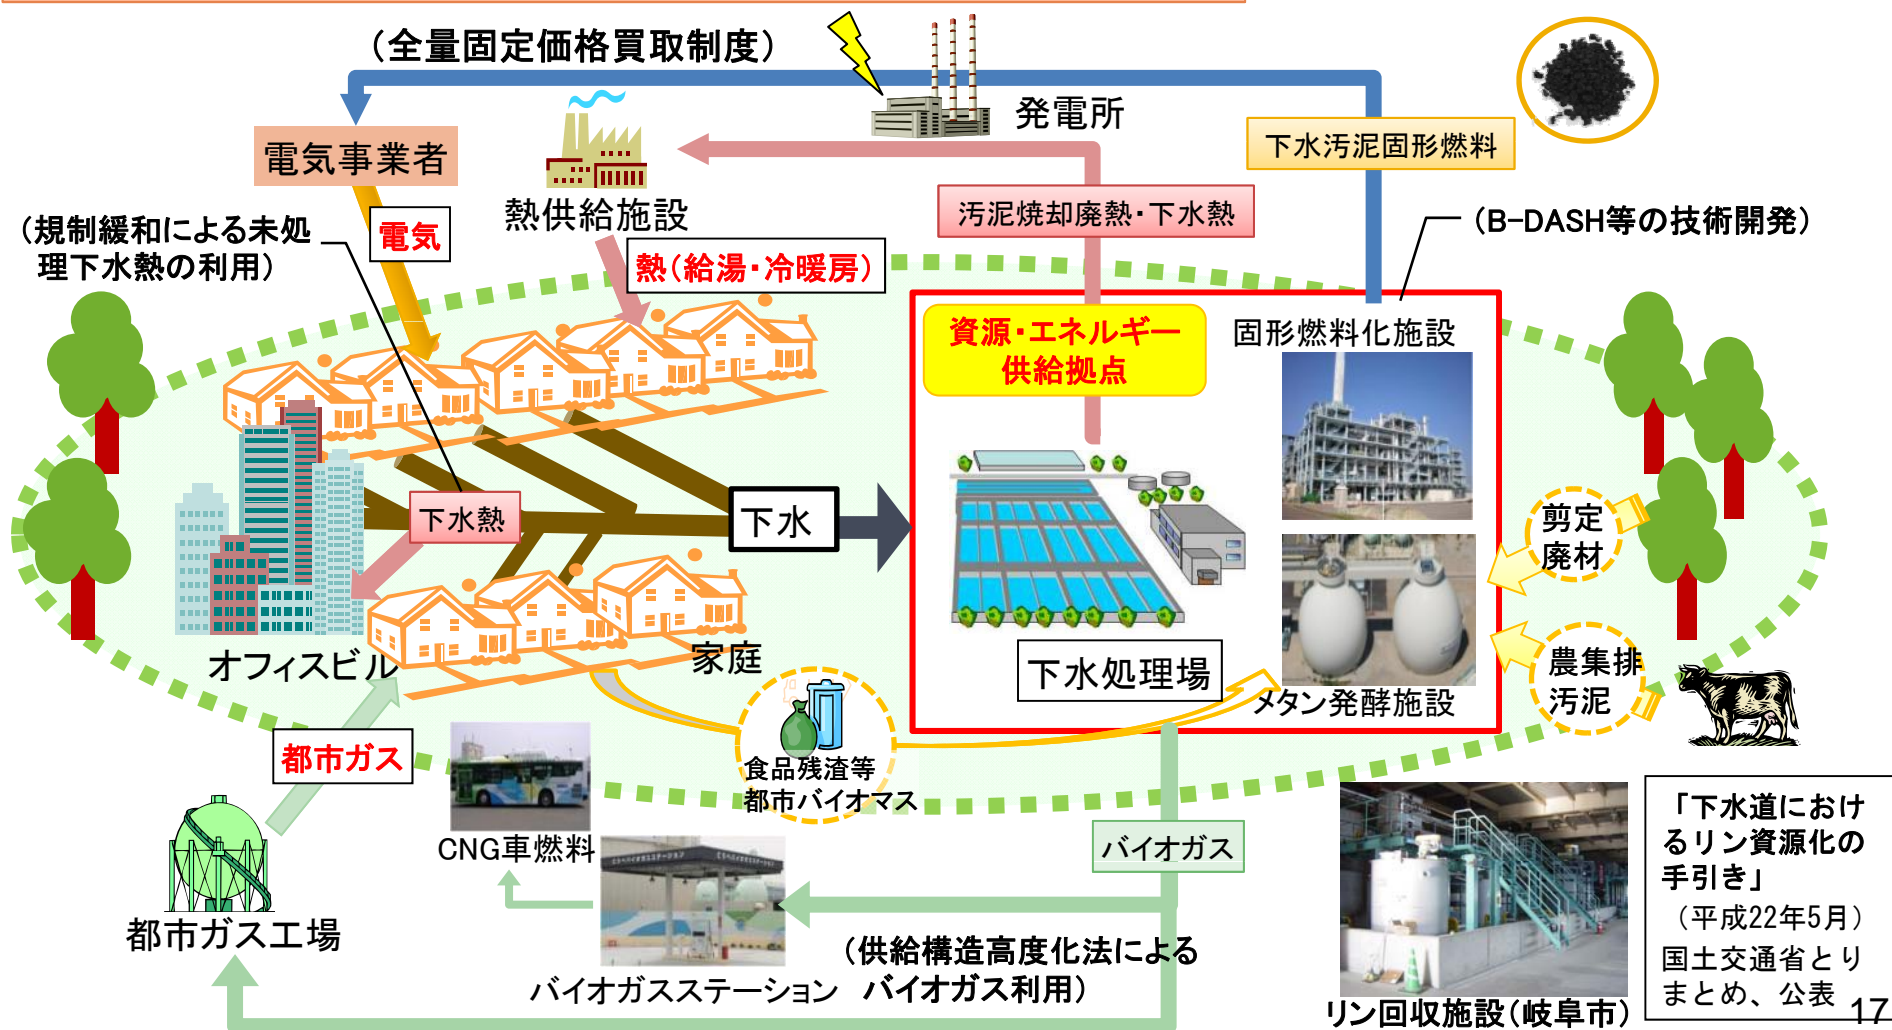 （全量固定価格買取制度）
発電所
下水汚泥固形燃料
電気事業者
熱供給施設
汚泥焼却廃熱・下水熱
（B-DASH等の技術開発）
（規制緩和による未処
理下水熱の利用）
電気
熱（給湯・冷暖房）
資源・エネルギー
供給拠点
固形燃料化施設
下水熱
下水
剪定
廃材
オフィスビル
家庭
下水処理場
メタン発酵施設
農集排
汚泥
都市ガス
食品残渣等
都市バイオマス
CNG車燃料
バイオガス
都市ガス工場
バイオガスステーション
（供給構造高度化法による
バイオガス利用）
リン回収施設（岐阜市）
「下水道におけ
るリン資源化の
手引き」
（平成22年5月）
国土交通省とり
まとめ、公表
17